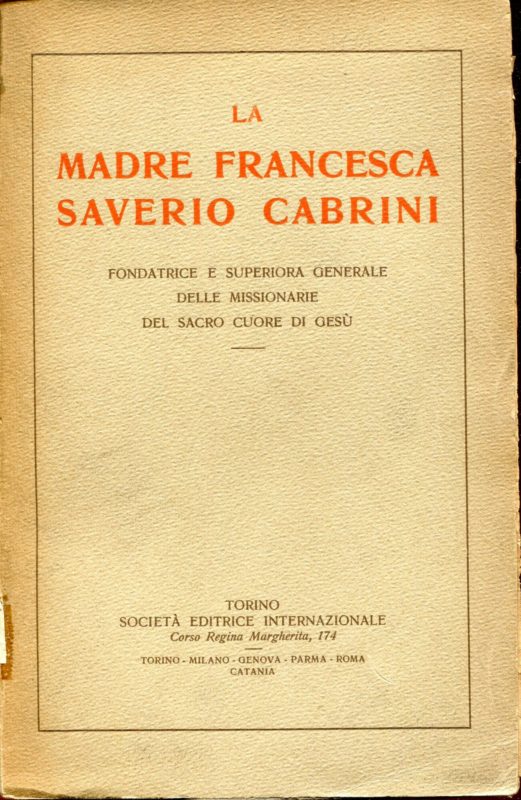 LA
MADRE FRANCESCA
SAVERIO CABRINI
FONDATRICE E SUPERIORA GENERALE
DELLE MISSIONARIE
DEL SACRO CUORE DI GESÙ
TORINO
SOCIETÀ EDITRICE INTERNAZIONALE
Corso Regina Margherita, 174
TORINO - MILANO - GENOVA - PARMA - ROMA
CATANIA